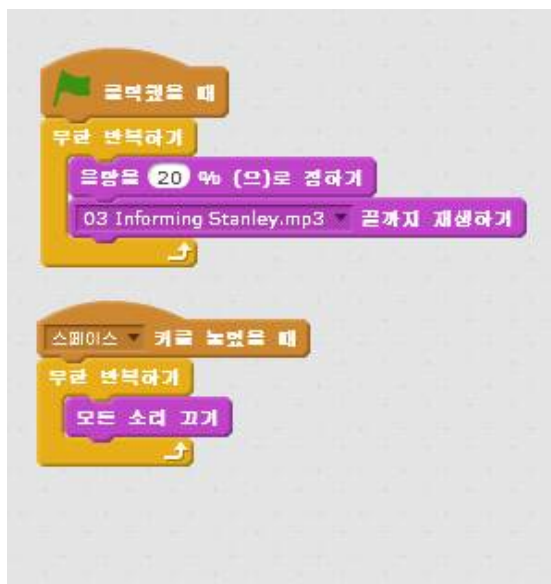 클릭했을 때
무한 반복하기
음량을 20 % (으)로 정하기
03 Informing Stanley.mp3 끝까지 재생하기
스페이스 키를 눌렀을 때
무한 반복하기
모든 소리 끄기